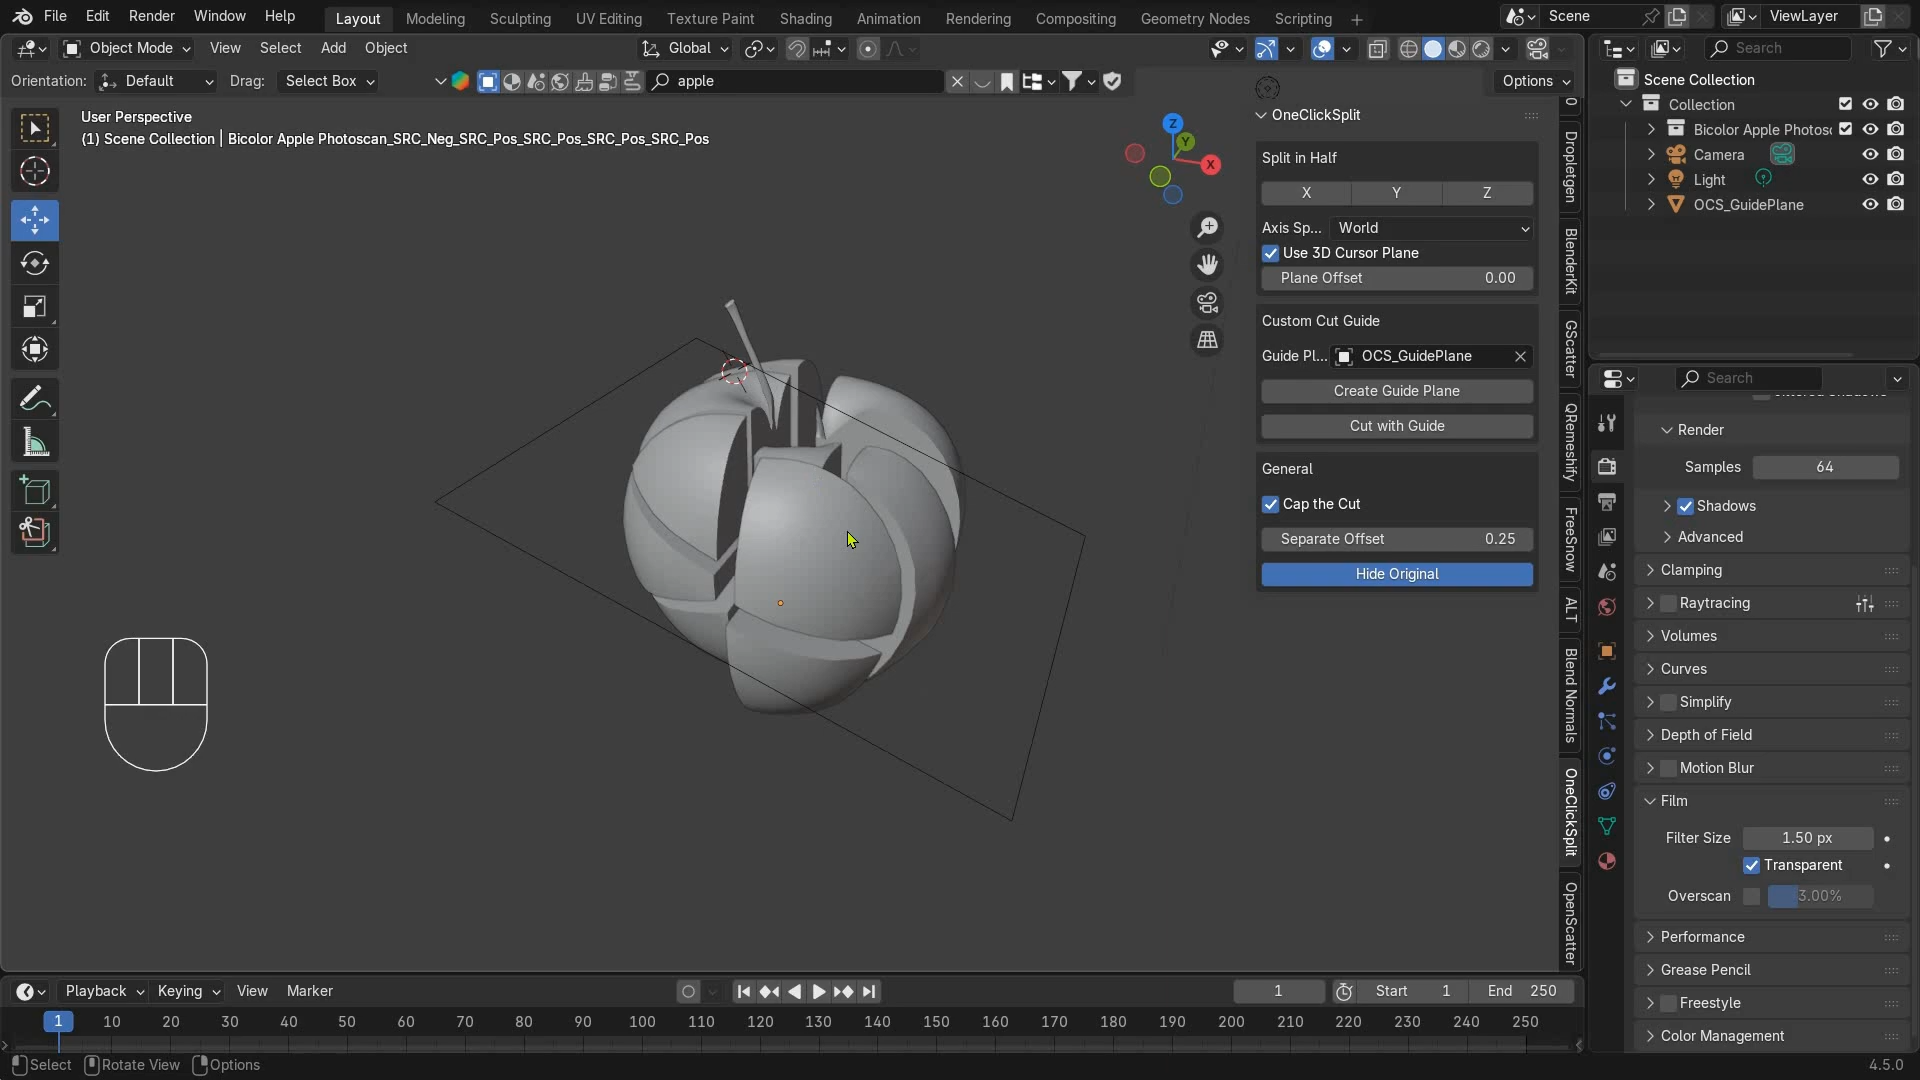 File Edit Render Window Help Layout Modeling Sculpting UV Editing Texture Paint Shading Animation Rendering Compositing Geometry Nodes Scripting + Scene ViewLayer
Object Mode View Select Add Object Global Search
Orientation: Default Drag: Select Box apple Options
User Perspective
(1) Scene Collection | Bicolor Apple Photoscan_SRC_Neg_SRC_Pos_SRC_Pos_SRC_Pos_SRC_Pos
Z
Y
X
OneClickSplit
Split in Half
X Y Z
Axis Sp... World
Use 3D Cursor Plane
Plane Offset 0.00
Custom Cut Guide
Guide Pl... OCS_GuidePlane
Create Guide Plane
Cut with Guide
General
Cap the Cut
Separate Offset 0.25
Hide Original
Dropletgen
BlenderKit
GScatter
QRemeshify
FreeSnow
ALT
Blend Normals
OneClickSplit
OpenScatter
Scene Collection
Collection
Bicolor Apple Photosc
Camera
Light
OCS_GuidePlane
Search
Render
Samples 64
Shadows
Advanced
Clamping
Raytracing
Volumes
Curves
Simplify
Depth of Field
Motion Blur
Film
Filter Size 1.50 px
Transparent
Overscan 3.00%
Performance
Grease Pencil
Freestyle
Color Management
Playback Keying View Marker 1 Start 1 End 250
1 10 20 30 40 50 60 70 80 90 100 110 120 130 140 150 160 170 180 190 200 210 220 230 240 250
Select Rotate View Options 4.5.0